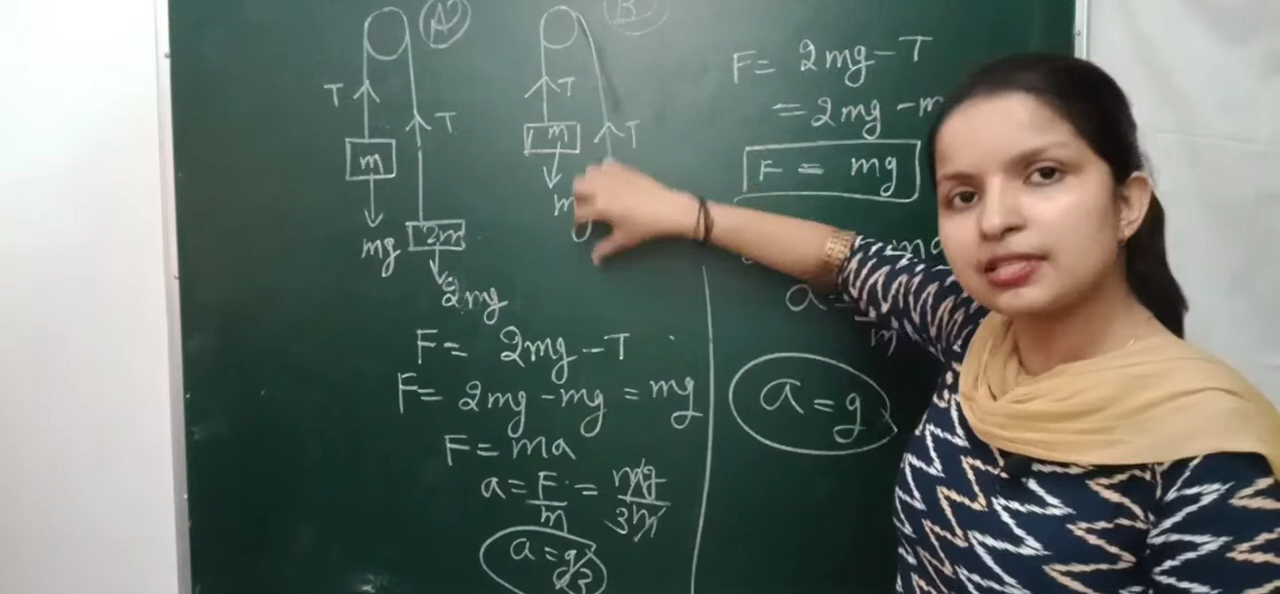 A
B
T
T
m
mg
2m
2mg
T
m
T
F = 2mg - T
F = 2mg - mg = mg
F = ma
a = F/m = mg/3m
a = g/3
F = 2mg - T
= 2mg - m
F = mg
a =
m
a = g